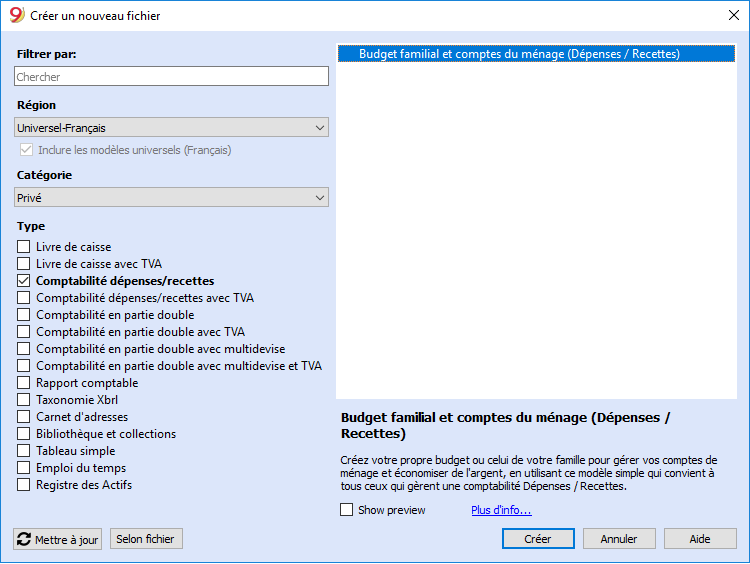 Créer un nouveau fichier
Filtrer par:
Chercher
Région
Universel-Français
Inclure les modèles universels (Français)
Catégorie
Privé
Type
Livre de caisse
Livre de caisse avec TVA
Comptabilité dépenses/recettes
Comptabilité dépenses/recettes avec TVA
Comptabilité en partie double
Comptabilité en partie double avec TVA
Comptabilité en partie double avec multidevise
Comptabilité en partie double avec multidevise et TVA
Rapport comptable
Taxonomie Xbrl
Carnet d'adresses
Bibliothèque et collections
Tableau simple
Emploi du temps
Registre des Actifs
Budget familial et comptes du ménage (Dépenses / Recettes)
Budget familial et comptes du ménage (Dépenses /
Recettes)
Créez votre propre budget ou celui de votre famille pour gérer vos comptes de
ménage et économiser de l'argent, en utilisant ce modèle simple qui convient à
tous ceux qui gèrent une comptabilité Dépenses / Recettes.
Show preview
Plus d'info...
Mettre à jour
Selon fichier
Créer
Annuler
Aide